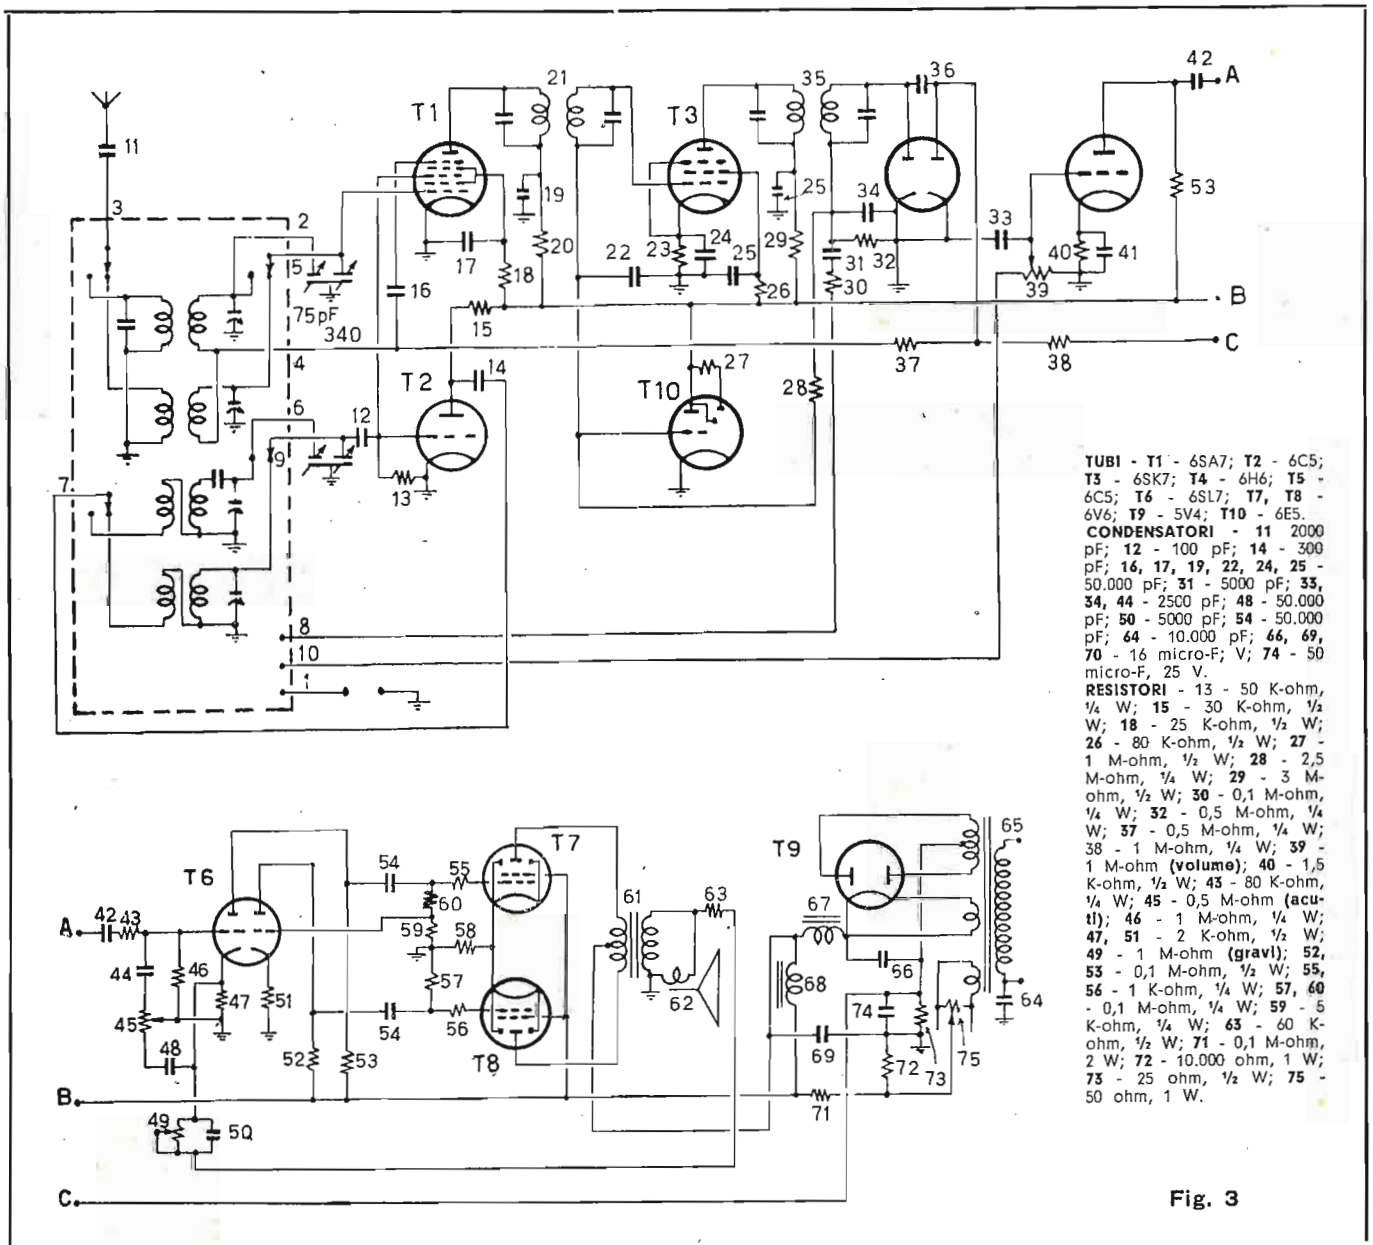 42
A
36
21
35
T1
T3
11
53
34
25
19
33
3
2
24
29
20
23
22
25
40
41
17
31
32
5
18
26
30
39
16
B
75pF
15
340
C
37
38
4
14
27
T2
T10
28
6
12
9
7
13
8
10
1
TUBI - T1 - 6SA7; T2 - 6C5;
T3 - 6SK7; T4 - 6H6; T5 -
6C5; T6 - 6SL7; T7, T8 -
6V6; T9 - 5V4; T10 - 6E5.
CONDENSATORI - 11 2000
pF; 12 - 100 pF; 14 - 300
pF; 16, 17, 19, 22, 24, 25 -
50.000 pF; 31 - 5000 pF; 33,
34, 44 - 2500 pF; 48 - 50.000
pF; 50 - 5000 pF; 54 - 50.000
pF; 64 - 10.000 pF; 66, 69,
70 - 16 micro-F; V; 74 - 50
micro-F, 25 V.
RESISTORI - 13 - 50 K-ohm,
¼ W; 15 - 30 K-ohm, ½
W; 18 - 25 K-ohm, ½ W;
26 - 80 K-ohm, ½ W; 27 -
1 M-ohm, ½ W; 28 - 2,5
M-ohm, ¼ W; 29 - 3 M-
ohm, ½ W; 30 - 0,1 M-ohm,
¼ W; 32 - 0,5 M-ohm, ¼
W; 37 - 0,5 M-ohm, ¼ W;
38 - 1 M-ohm, ¼ W; 39 -
1 M-ohm (volume); 40 - 1,5
K-ohm, ½ W; 43 - 80 K-ohm,
W; 45 - 0,5 M-ohm (acu-
ti); 46 - 1 M-ohm, ¼ W;
47, 51 - 2 K-ohm, ½ W;
49 - 1 M-ohm (gravi); 52,
53 - 0,1 M-ohm, ½ W; 55,
56 - 1 K-ohm, ¼ W; 57, 60
- 0,1 M-ohm, ¼ W; 59 - 5
K-ohm, ¼ W; 63 - 60 K-
ohm, ½ W; 71 - 0,1 M-ohm,
2 W; 72 - 10.000 ohm, 1 W;
73 - 25 ohm, ½ W; 75 -
50 ohm, 1 W.
T7
T9
65
T6
54
55
61
63
60
67
A
42
43
59
58
44
46
57
66
68
62
47
51
64
45
54
56
74
48
52
53
T8
69
72
73
75
B
71
49
50
C
Fig. 3